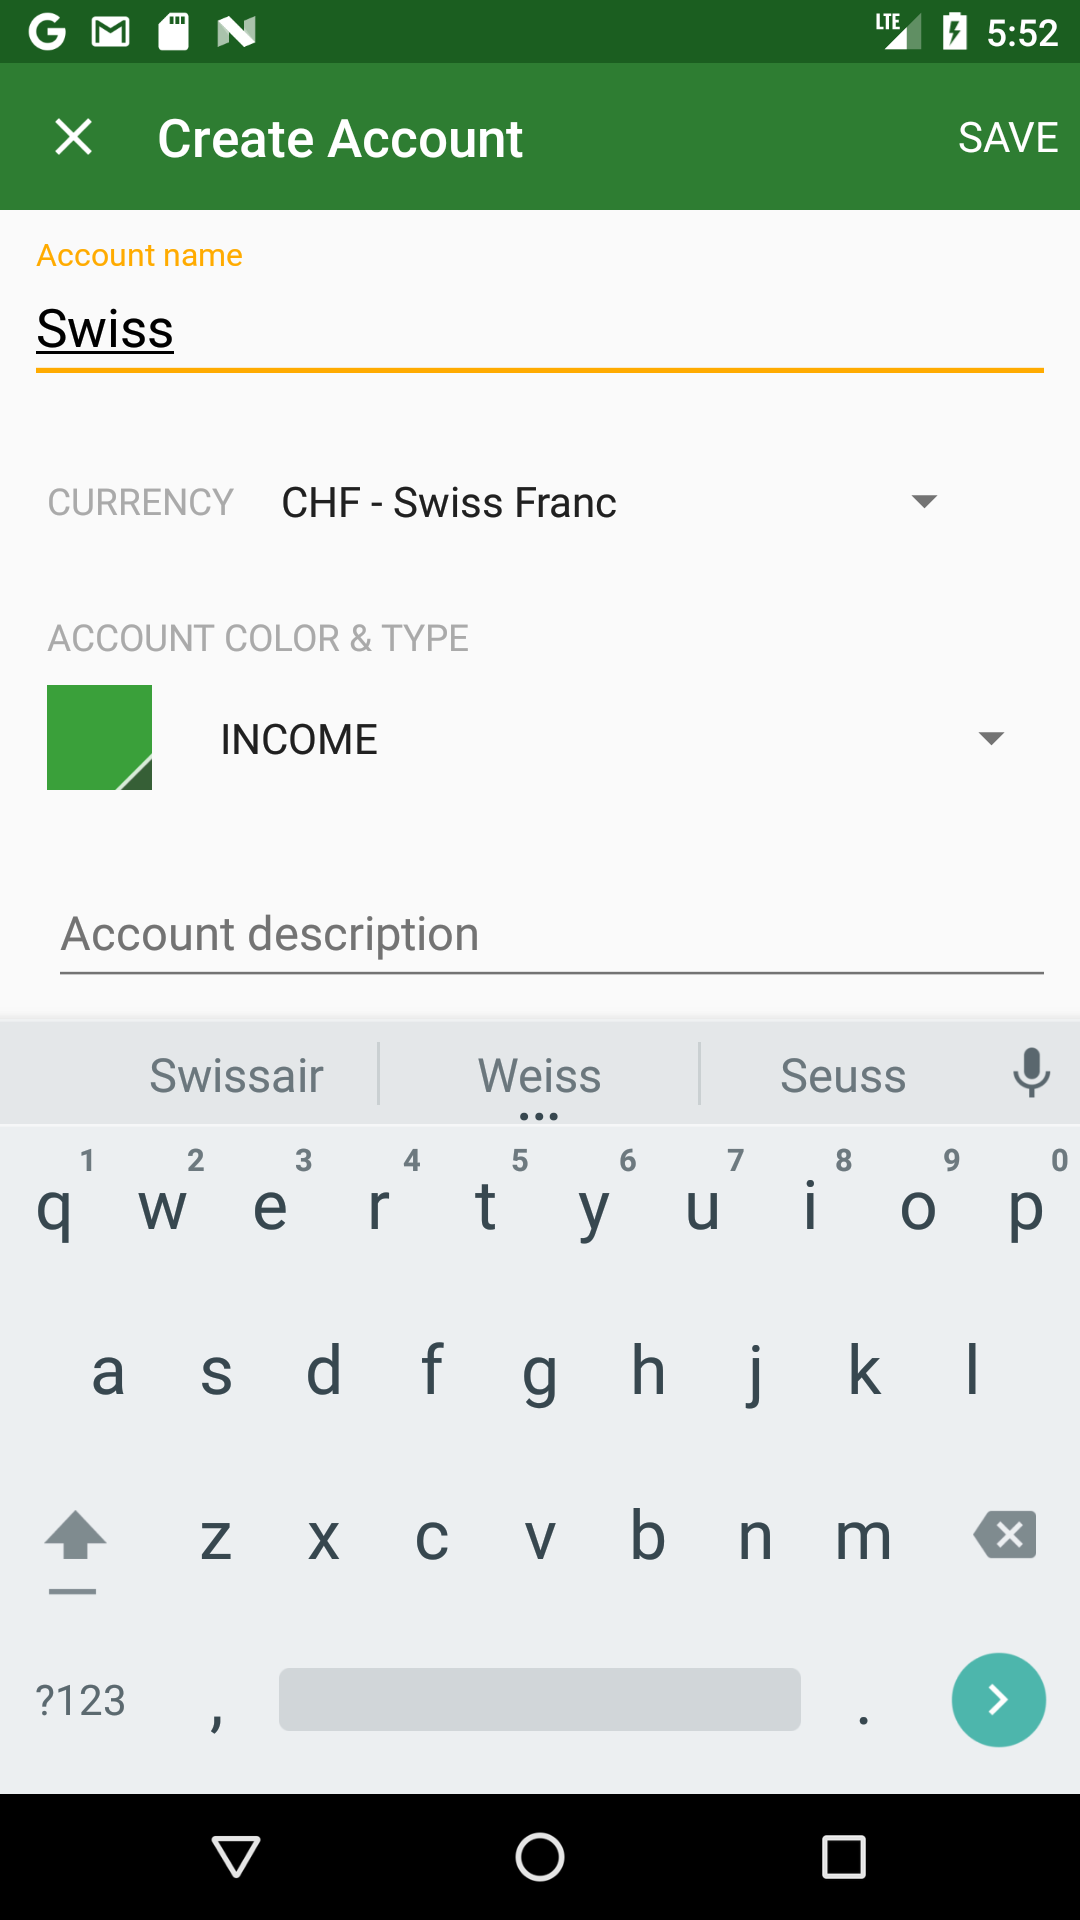 LTE 5:52
Create Account SAVE
Account name
Swiss
CURRENCY CHF - Swiss Franc
ACCOUNT COLOR & TYPE
INCOME
Account description
Swissair Weiss Seuss
1 2 3 4 5 6 7 8 9 0
q w e r t y u i o p
a s d f g h j k l
z x c v b n m
?123 , .